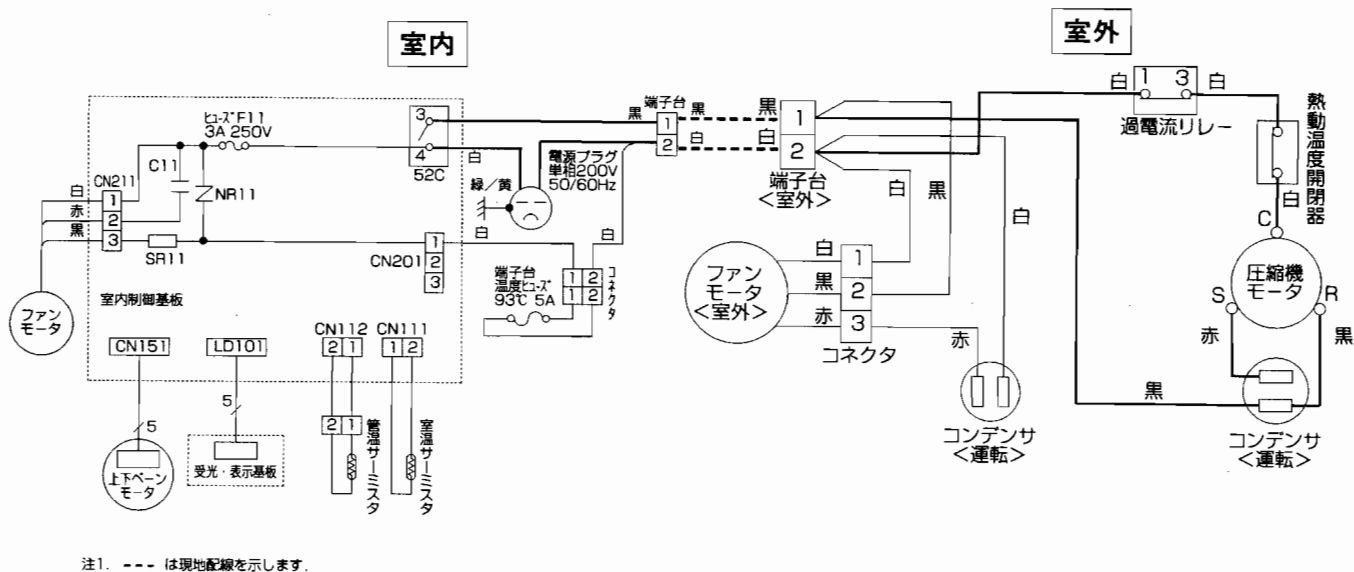 室内
室外
ヒューズF11
3A 250V
C11
NR11
CN211
白
赤
黒
1
2
3
SR11
ファン
モータ
室内制御基板
3
4
52C
黒
白
緑/黄
電源プラグ
単相200V
50/60Hz
端子台
1
2
黒
白
黒
白
1
2
端子台
<室外>
CN201
1
2
3
白
白
端子台
温度ヒューズ
93℃ 5A
1 2
1 2
コネクタ
CN151
LD101
CN112
2 1
CN111
1 2
5
5
上下ベーン
モータ
受光・表示基板
2 1
管温サーミスタ
室温サーミスタ
ファン
モータ
<室外>
白
黒
赤
1
2
3
コネクタ
白
黒
白
赤
コンデンサ
<運転>
白
1 3
白
過電流リレー
熱動温度開閉器
白
C
圧縮機
モータ
S
R
赤
黒
黒
コンデンサ
<運転>
注1. --- は現地配線を示します.